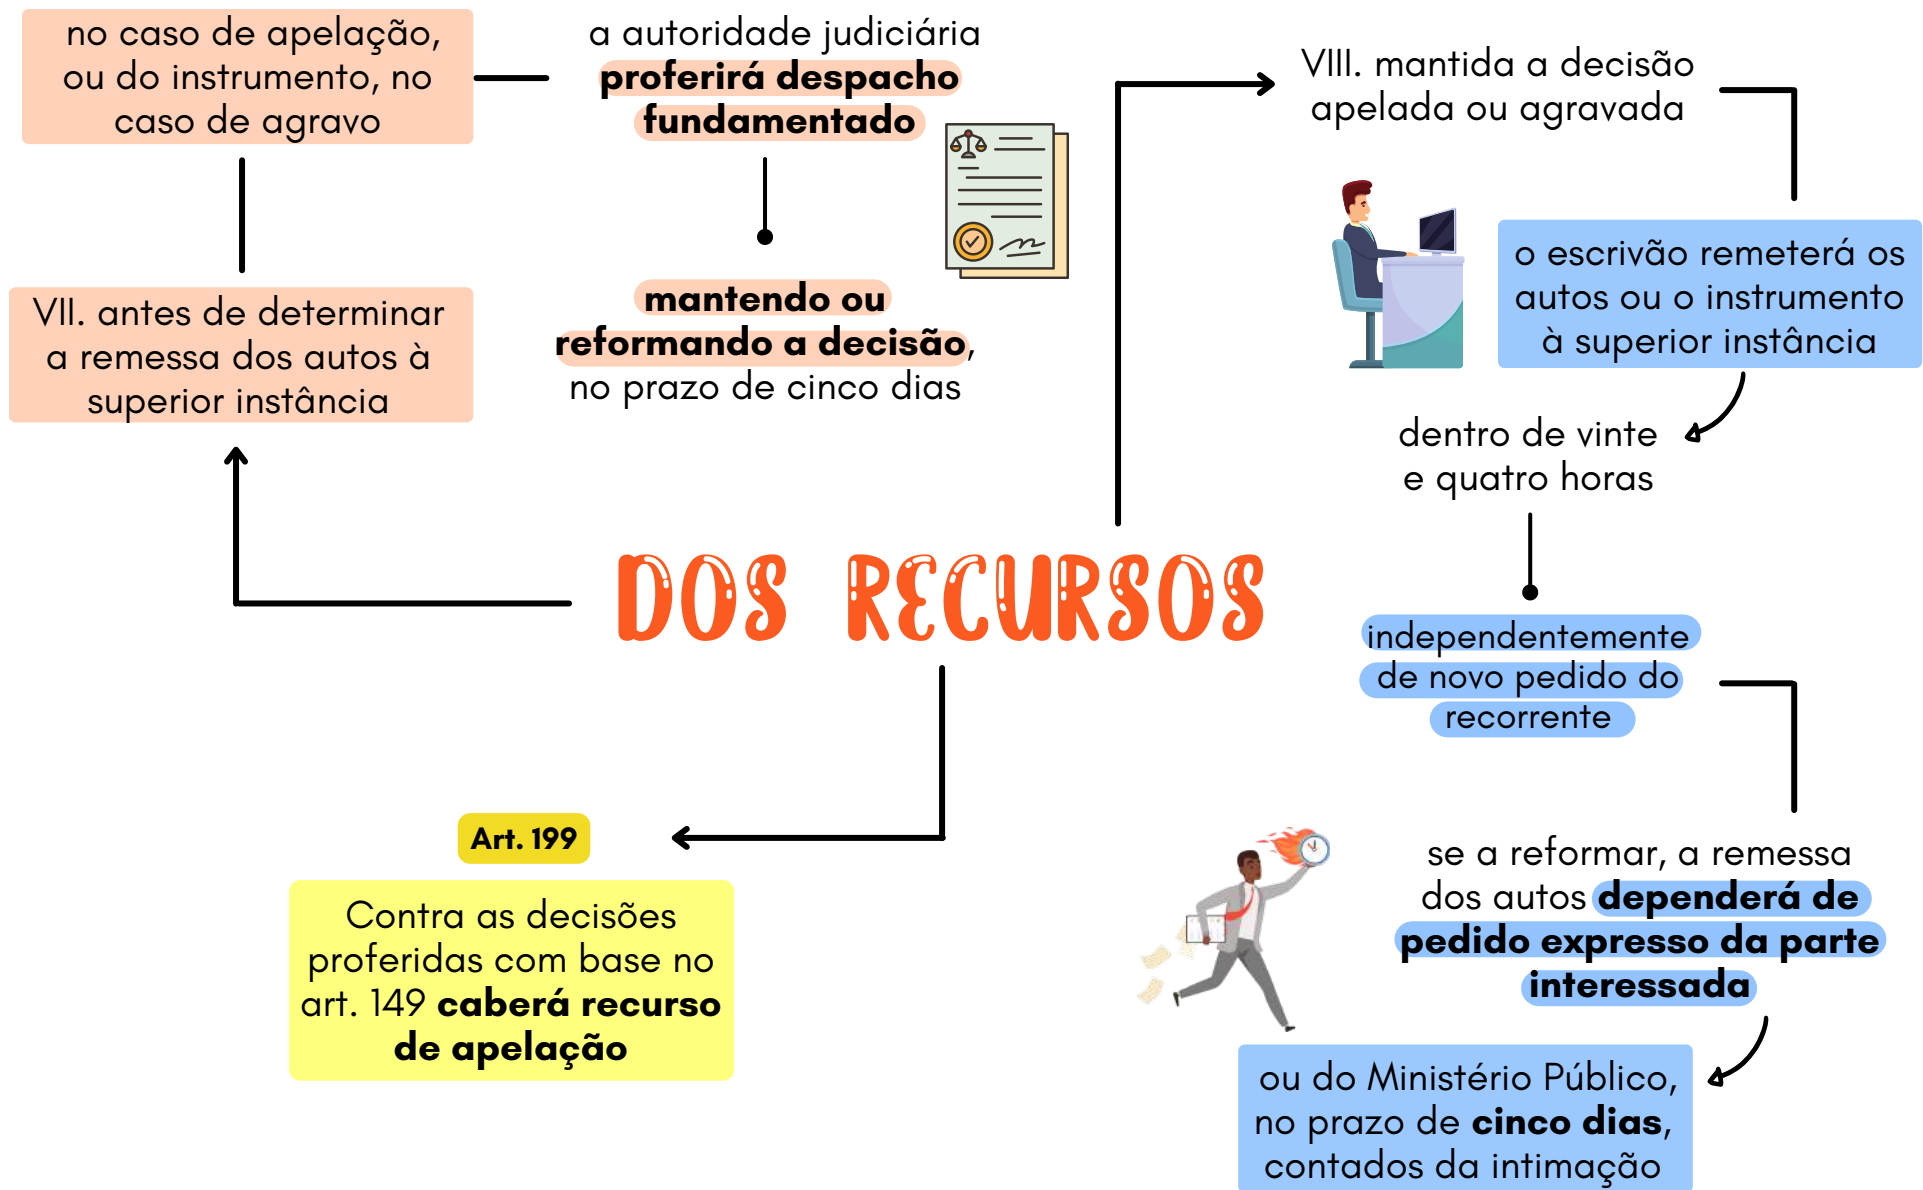 DOS RECURSOS
VII. antes de determinar
a remessa dos autos à
superior instância
no caso de apelação,
ou do instrumento, no
caso de agravo
a autoridade judiciária
proferirá despacho
fundamentado
mantendo ou
reformando a decisão,
no prazo de cinco dias
VIII. mantida a decisão
apelada ou agravada
o escrivão remeterá os
autos ou o instrumento
à superior instância
dentro de vinte
e quatro horas
independentemente
de novo pedido do
recorrente
se a reformar, a remessa
dos autos dependerá de
pedido expresso da parte
interessada
ou do Ministério Público,
no prazo de cinco dias,
contados da intimação
Art. 199
Contra as decisões
proferidas com base no
art. 149 caberá recurso
de apelação